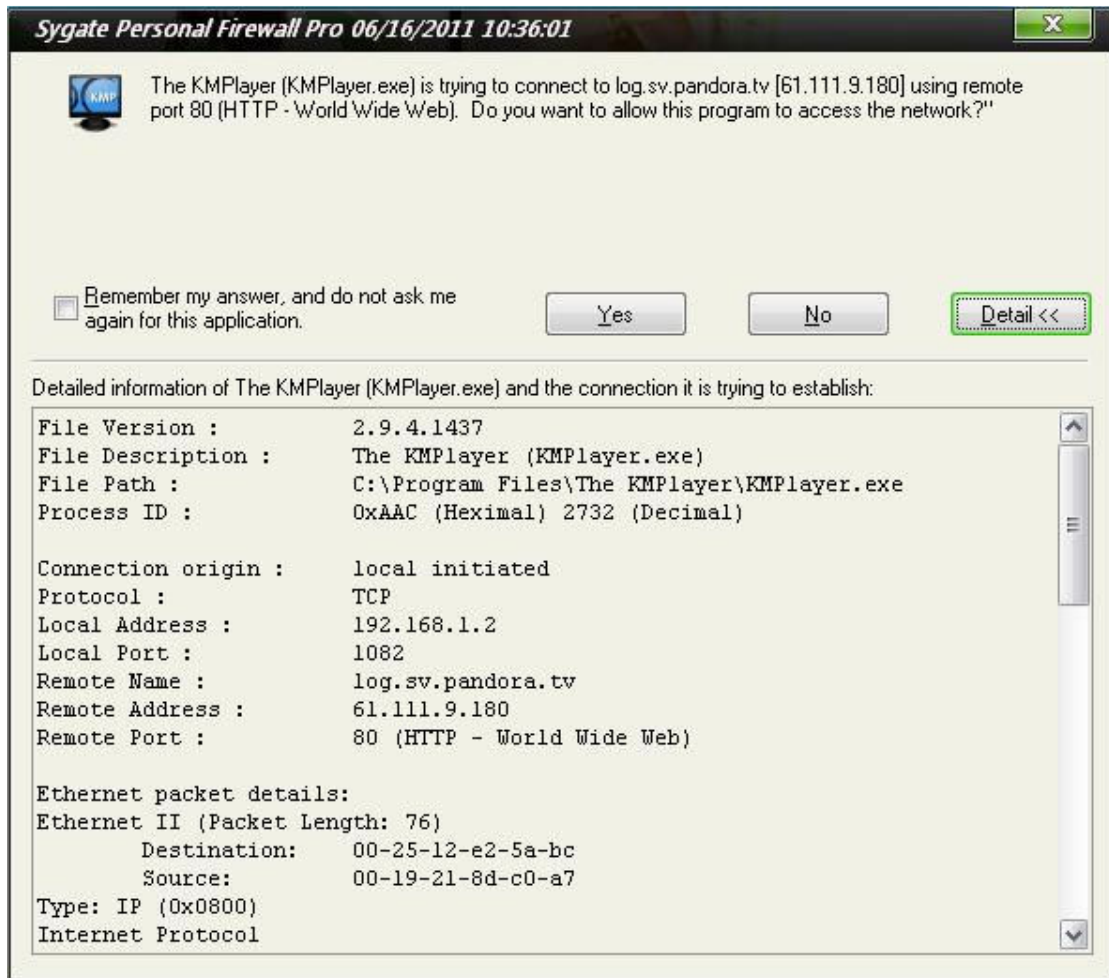 Sygate Personal Firewall Pro 06/16/2011 10:36:01
X
KMP
The KMPlayer (KMPlayer.exe) is trying to connect to log.sv.pandora.tv [61.111.9.180] using remote
port 80 (HTTP - World Wide Web).  Do you want to allow this program to access the network?"
Remember my answer, and do not ask me
again for this application.
Yes
No
Detail <<
Detailed information of The KMPlayer (KMPlayer.exe) and the connection it is trying to establish:
File Version :            2.9.4.1437
File Description :        The KMPlayer (KMPlayer.exe)
File Path :               C:\Program Files\The KMPlayer\KMPlayer.exe
Process ID :              0xAAC (Heximal) 2732 (Decimal)
Connection origin :       local initiated
Protocol :                TCP
Local Address :           192.168.1.2
Local Port :              1082
Remote Name :             log.sv.pandora.tv
Remote Address :          61.111.9.180
Remote Port :             80 (HTTP - World Wide Web)
Ethernet packet details:
Ethernet II (Packet Length: 76)
Destination:    00-25-12-e2-5a-bc
Source:         00-19-21-8d-c0-a7
Type: IP (0x0800)
Internet Protocol